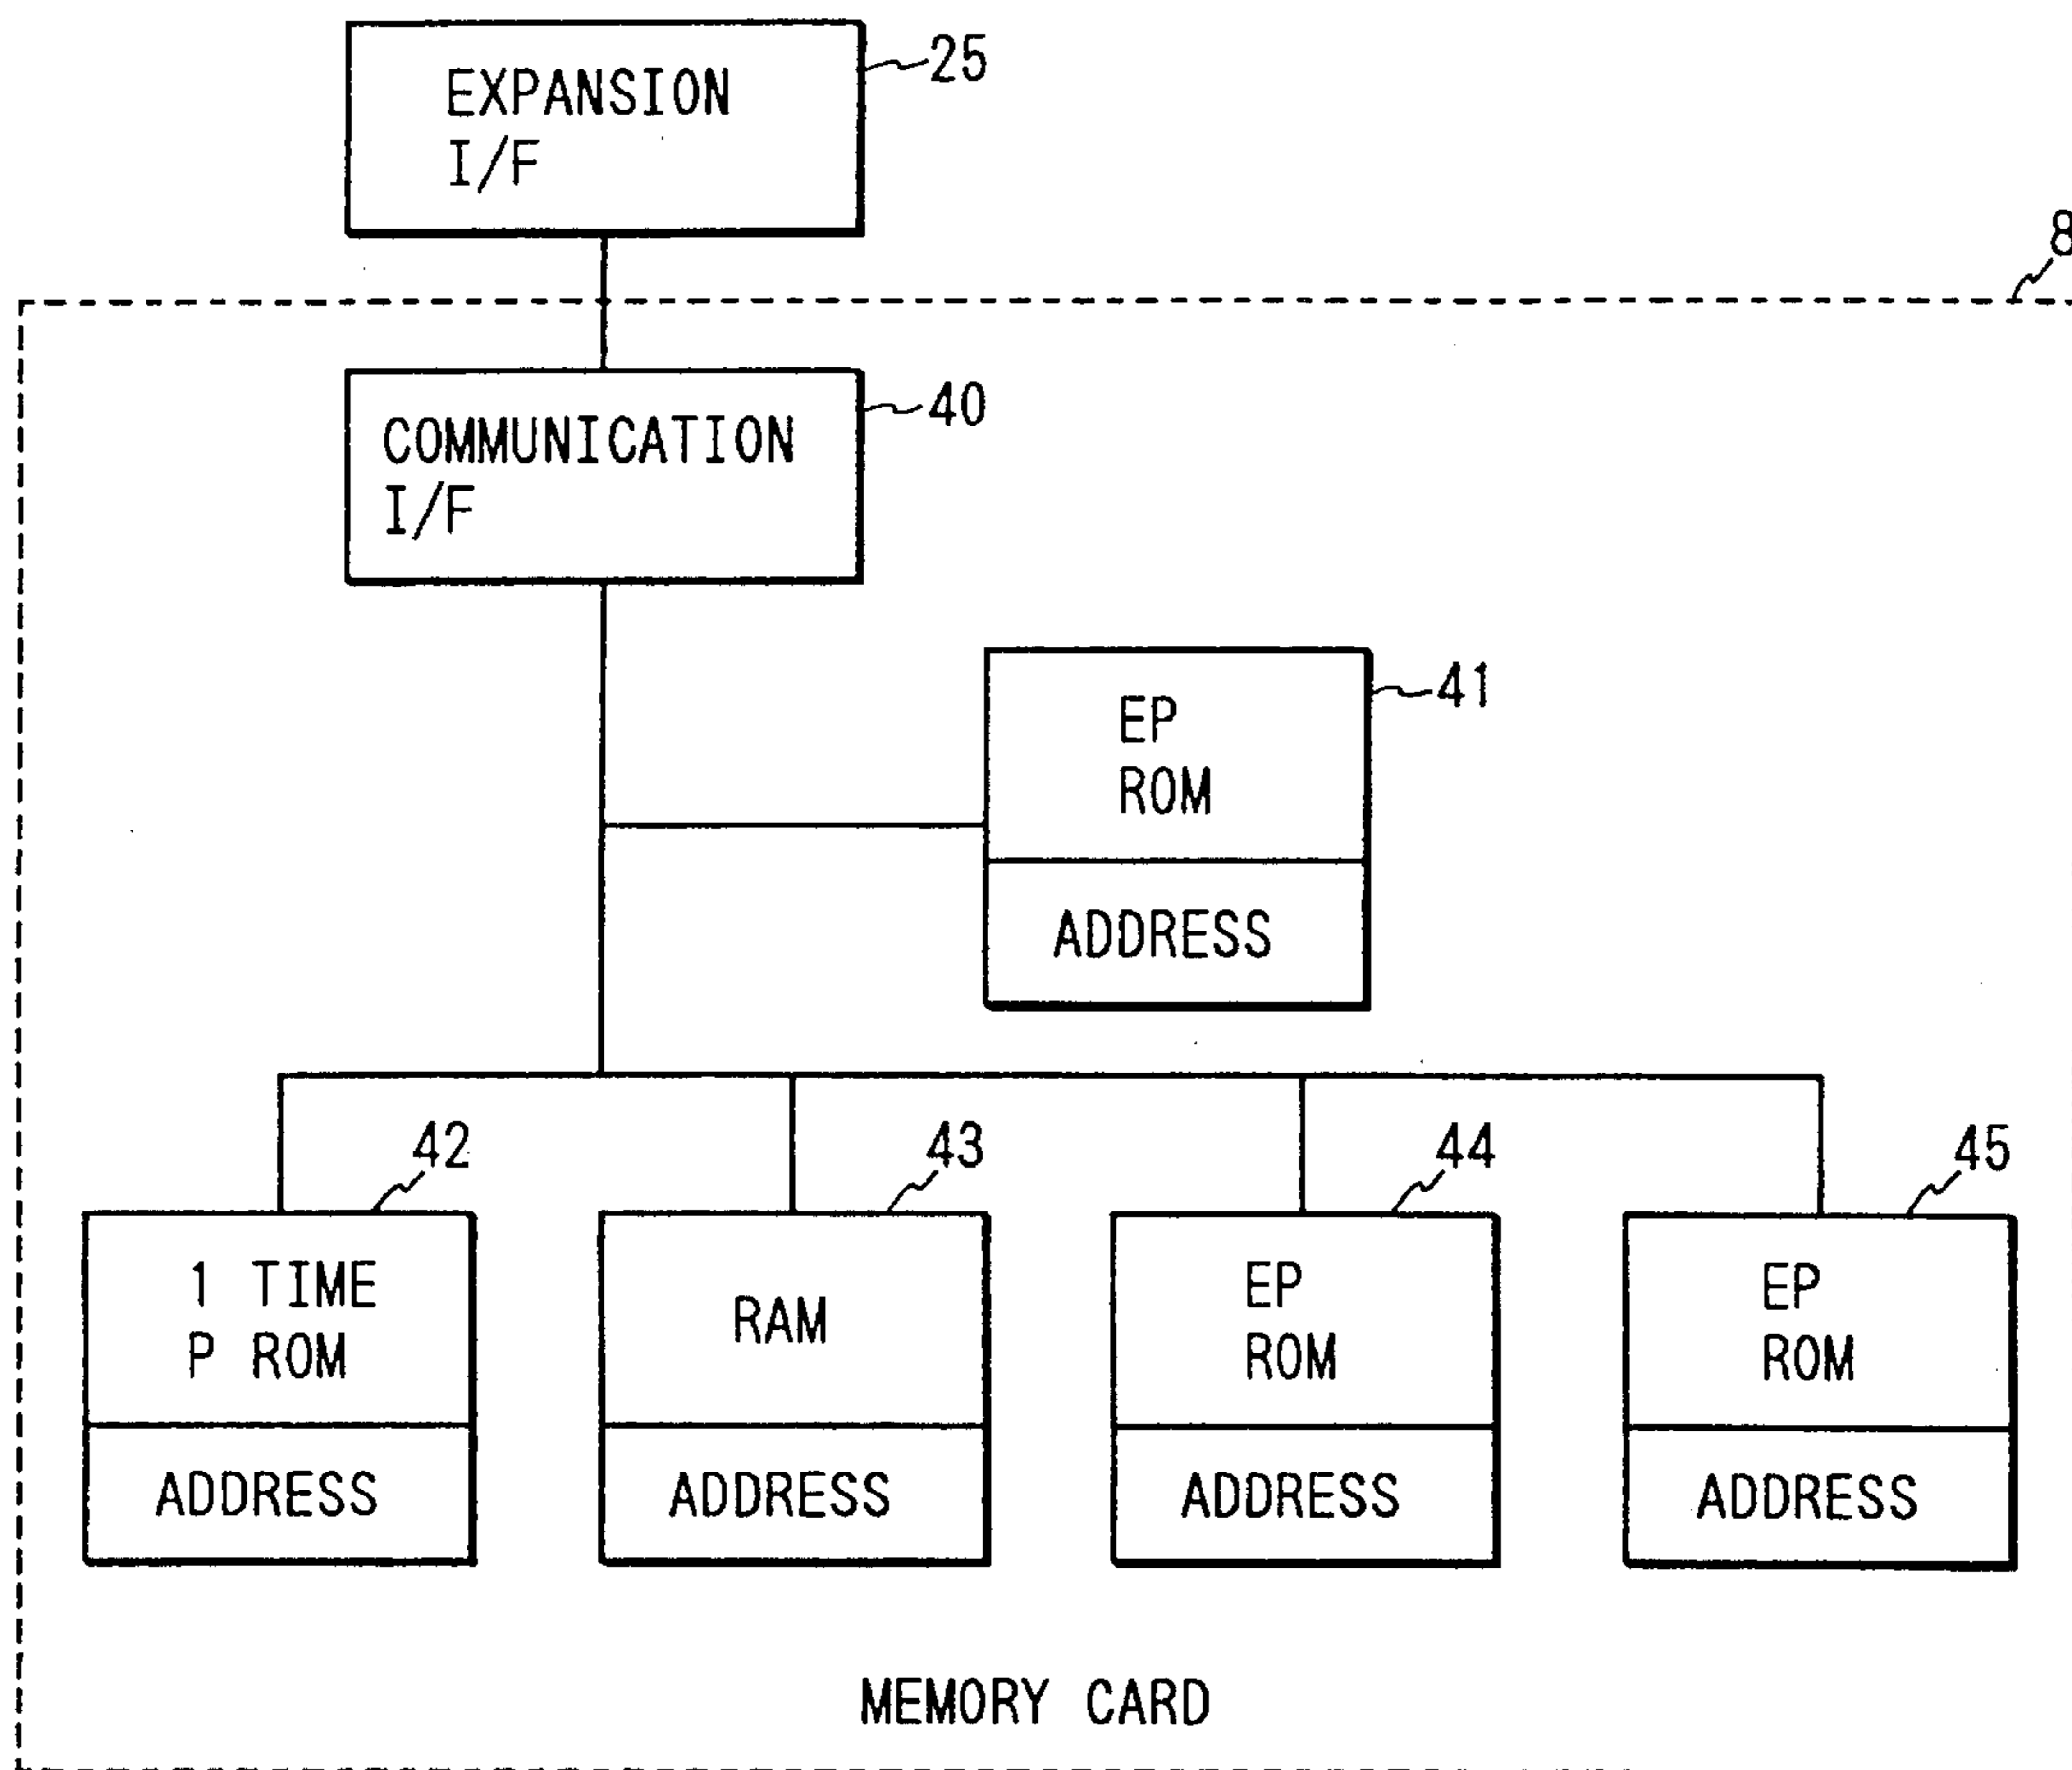 EXPANSION
I/F
25
8
COMMUNICATION
I/F
40
EP
ROM
41
ADDRESS
42
43
44
45
1 TIME
P ROM
RAM
EP
ROM
EP
ROM
ADDRESS
ADDRESS
ADDRESS
ADDRESS
MEMORY CARD